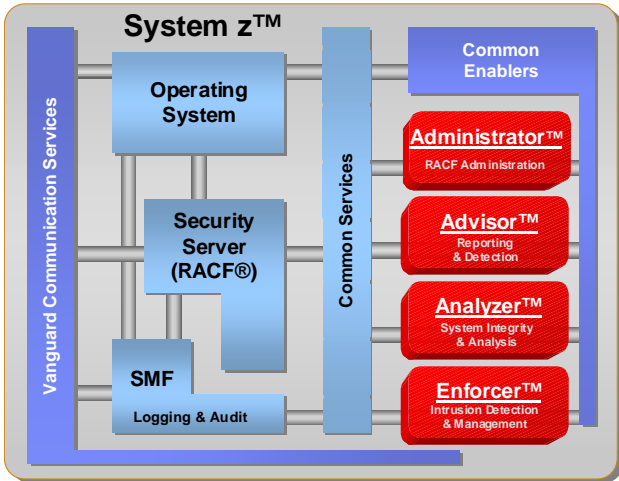 System z™
Vanguard Communication Services
Operating
System
Security
Server
(RACF®)
SMF
Logging & Audit
Common Services
Common
Enablers
Administrator™
RACF Administration
Advisor™
Reporting
& Detection
Analyzer™
System Integrity
& Analysis
Enforcer™
Intrusion Detection
& Management